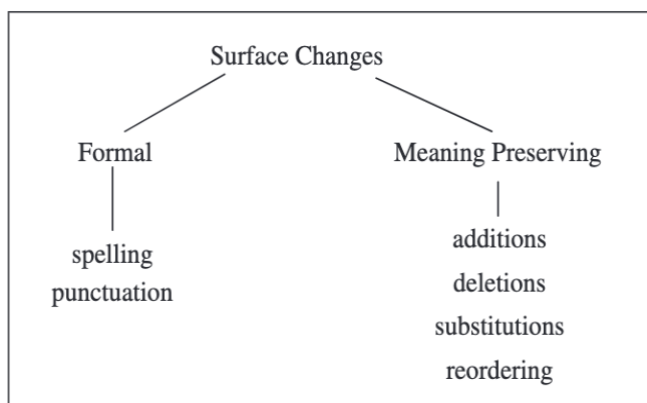 Surface Changes
Formal
Meaning Preserving
spelling
punctuation
additions
deletions
substitutions
reordering